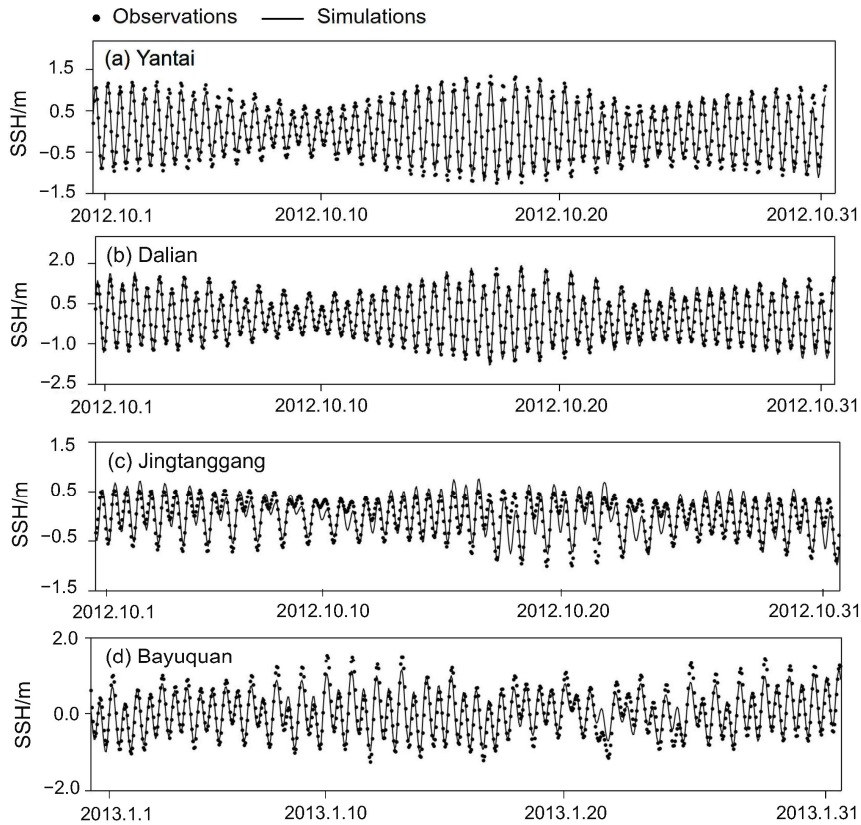 Observations Simulations
(a) Yantai
SSH/m
1.5
0.5
−0.5
−1.5
2012.10.1 2012.10.10 2012.10.20 2012.10.31
(b) Dalian
SSH/m
2.0
0.5
−1.0
−2.5
2012.10.1 2012.10.10 2012.10.20 2012.10.31
(c) Jingtanggang
SSH/m
1.5
0.5
−0.5
−1.5
2012.10.1 2012.10.10 2012.10.20 2012.10.31
(d) Bayuquan
SSH/m
2.0
0.0
−2.0
2013.1.1 2013.1.10 2013.1.20 2013.1.31